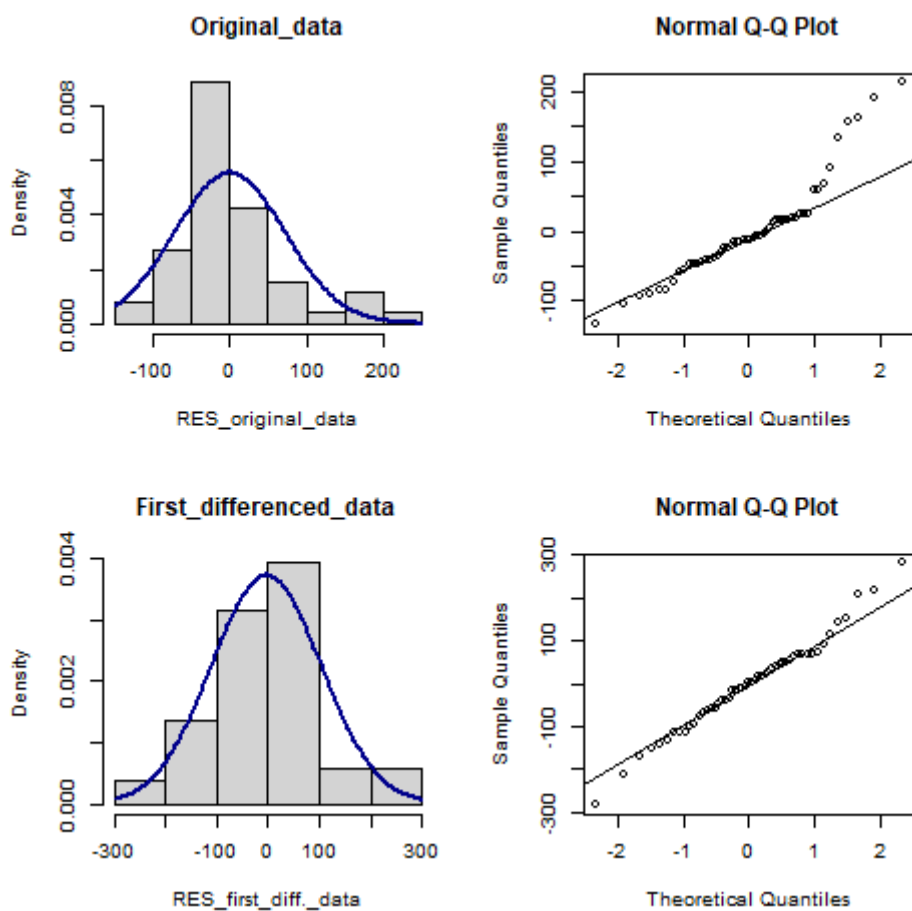 Original_data
Density
0.000 0.004 0.008
-100 0 100 200
RES_original_data
Normal Q-Q Plot
Sample Quantiles
-100 0 100 200
-2 -1 0 1 2
Theoretical Quantiles
First_differenced_data
Density
0.000 0.002 0.004
-300 -100 0 100 300
RES_first_diff._data
Normal Q-Q Plot
Sample Quantiles
-300 -100 100 300
-2 -1 0 1 2
Theoretical Quantiles